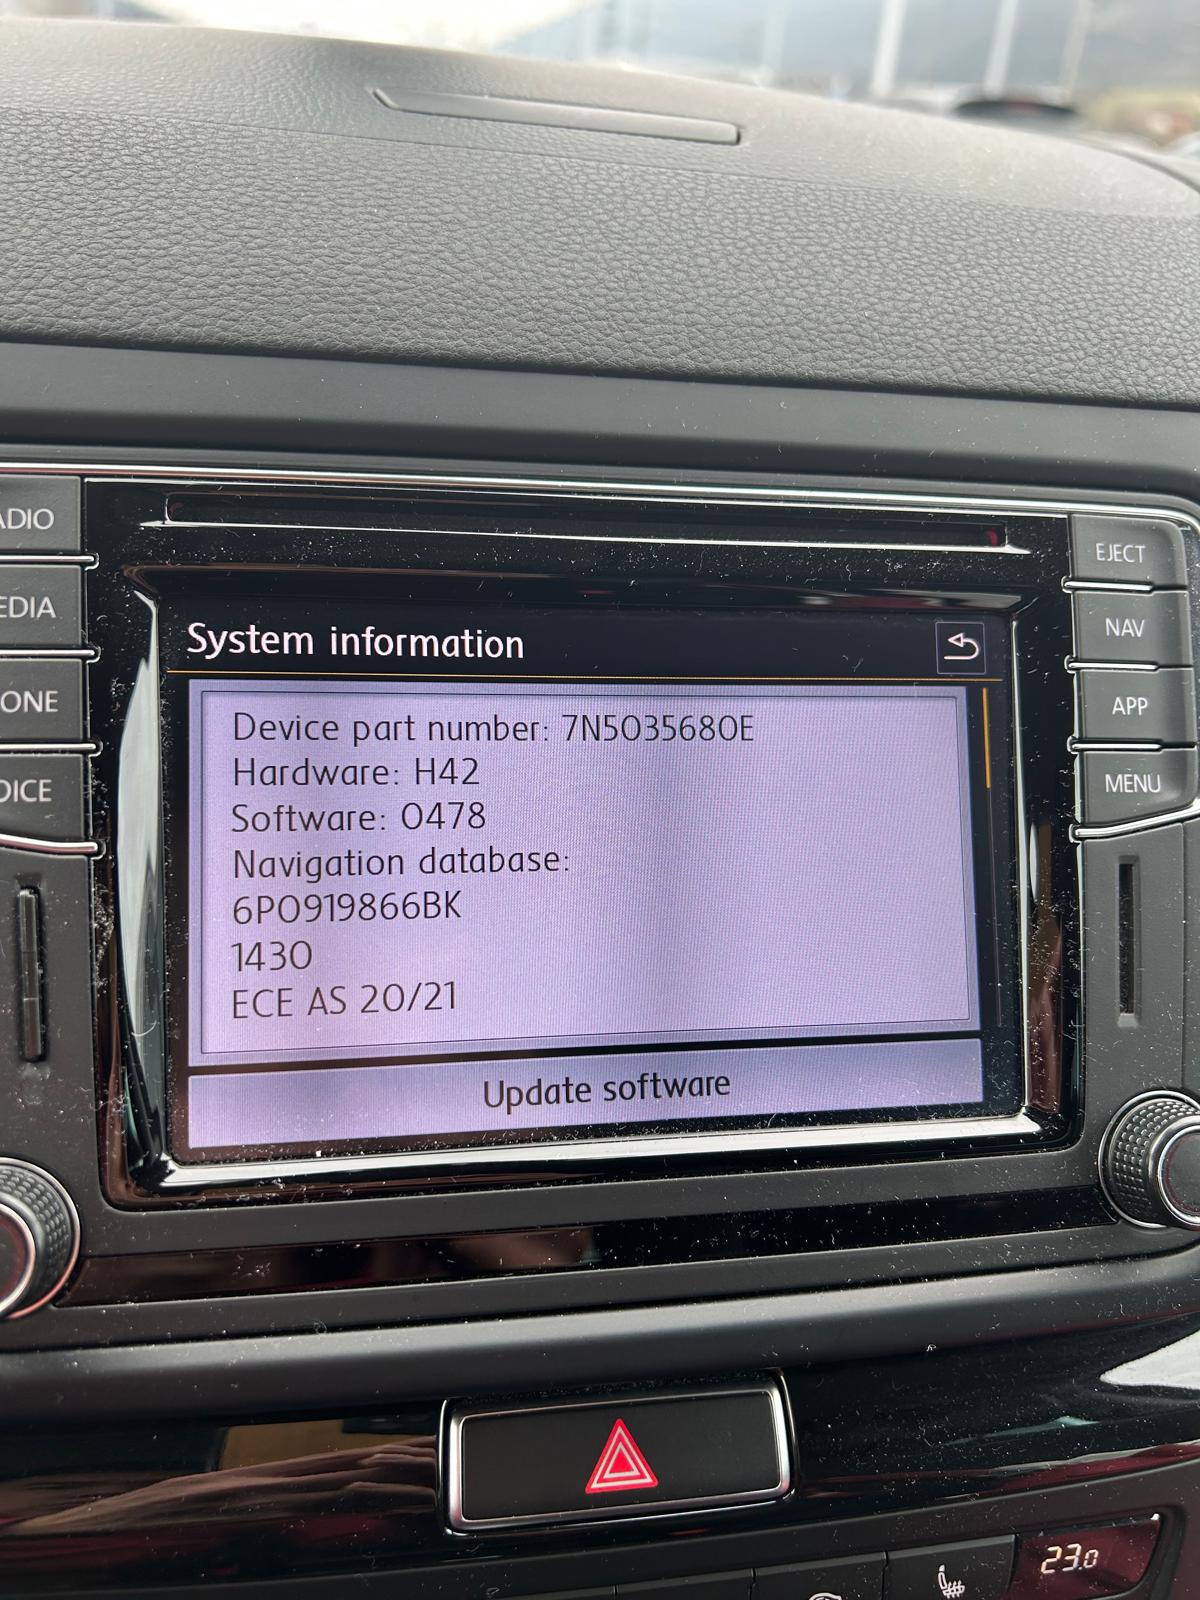 ADIO
EDIA
ONE
OICE
System information
Device part number: 7N5035680E
Hardware: H42
Software: 0478
Navigation database:
6P0919866BK
1430
ECE AS 20/21
Update software
EJECT
NAV
APP
MENU
23.0